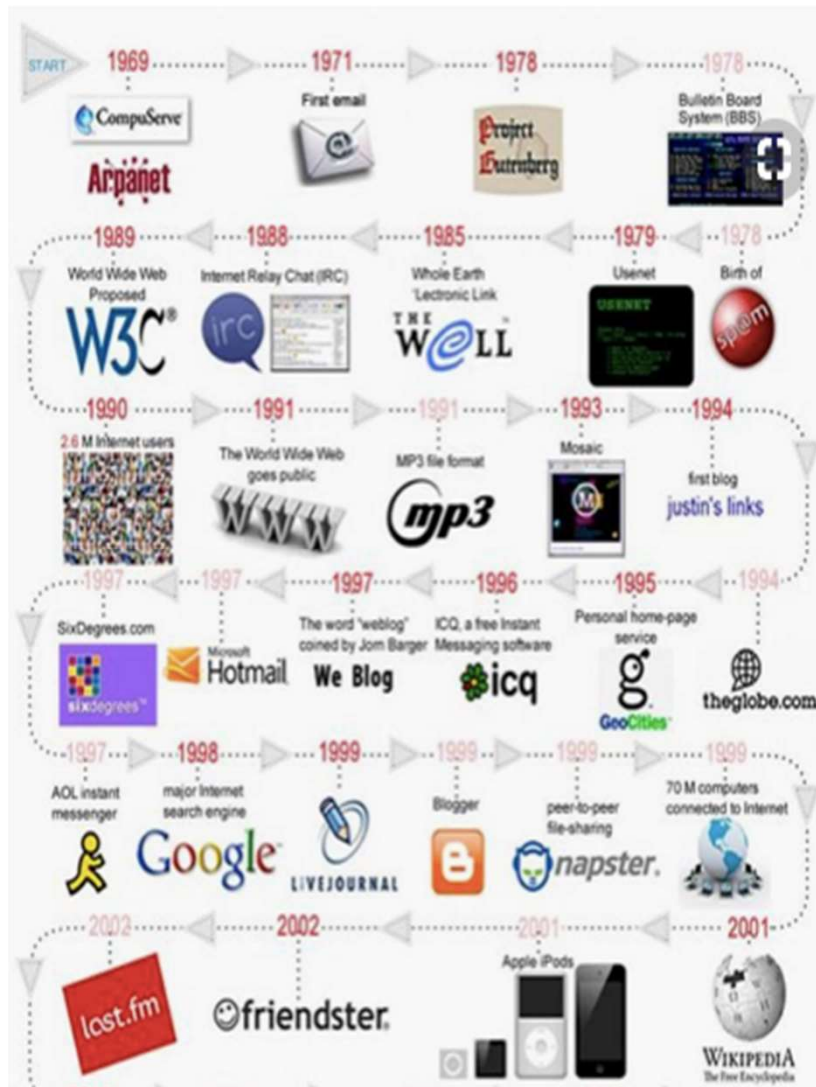 START
1969
1971
1978
1978
CompuServe
Arpanet
First email
@
Project
Gutenberg
Bulletin Board
System (BBS)
1989
1988
1985
1979
1978
World Wide Web
Proposed
W3C®
Internet Relay Chat (IRC)
irc
Whole Earth
'Lectronic Link
THE
WELL
Usenet
USENET
Birth of
sp@m
1990
1991
1991
1993
1994
2.6 M Internet users
The World Wide Web
goes public
WWW
MP3 file format
mp3
Mosaic
first blog
justin's links
1997
1997
1997
1996
1995
1994
SixDegrees.com
sixdegrees™
Microsoft
Hotmail
The word "weblog"
coined by Jorn Barger
We Blog
ICQ, a free Instant
Messaging software
icq
Personal home-page
service
g
GeoCities
theglobe.com
1997
1998
1999
1999
1999
1999
AOL instant
messenger
major Internet
search engine
Google
LIVEJOURNAL
Blogger
peer-to-peer
file-sharing
napster.
70 M computers
connected to Internet
2002
2001
2001
last.fm
friendster®
Apple iPods
WIKIPEDIA
The Free Encyclopedia